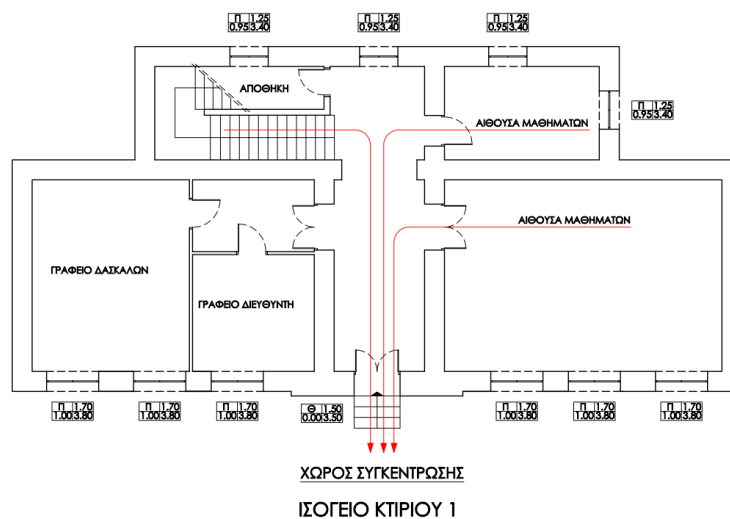 Π 1.25
0.95 3.40
Π 1.25
0.95 3.40
Π 1.25
0.95 3.40
ΑΠΟΘΗΚΗ
Π 1.25
0.95 3.40
ΑΙΘΟΥΣΑ ΜΑΘΗΜΑΤΩΝ
ΑΙΘΟΥΣΑ ΜΑΘΗΜΑΤΩΝ
ΓΡΑΦΕΙΟ ΔΑΣΚΑΛΩΝ
ΓΡΑΦΕΙΟ ΔΙΕΥΘΥΝΤΗ
Π 1.70
1.00 3.80
Π 1.70
1.00 3.80
Π 1.70
1.00 3.80
Θ 1.50
0.00 3.50
Π 1.70
1.00 3.80
Π 1.70
1.00 3.80
Π 1.70
1.00 3.80
ΧΩΡΟΣ ΣΥΓΚΕΝΤΡΩΣΗΣ
ΙΣΟΓΕΙΟ ΚΤΙΡΙΟΥ 1